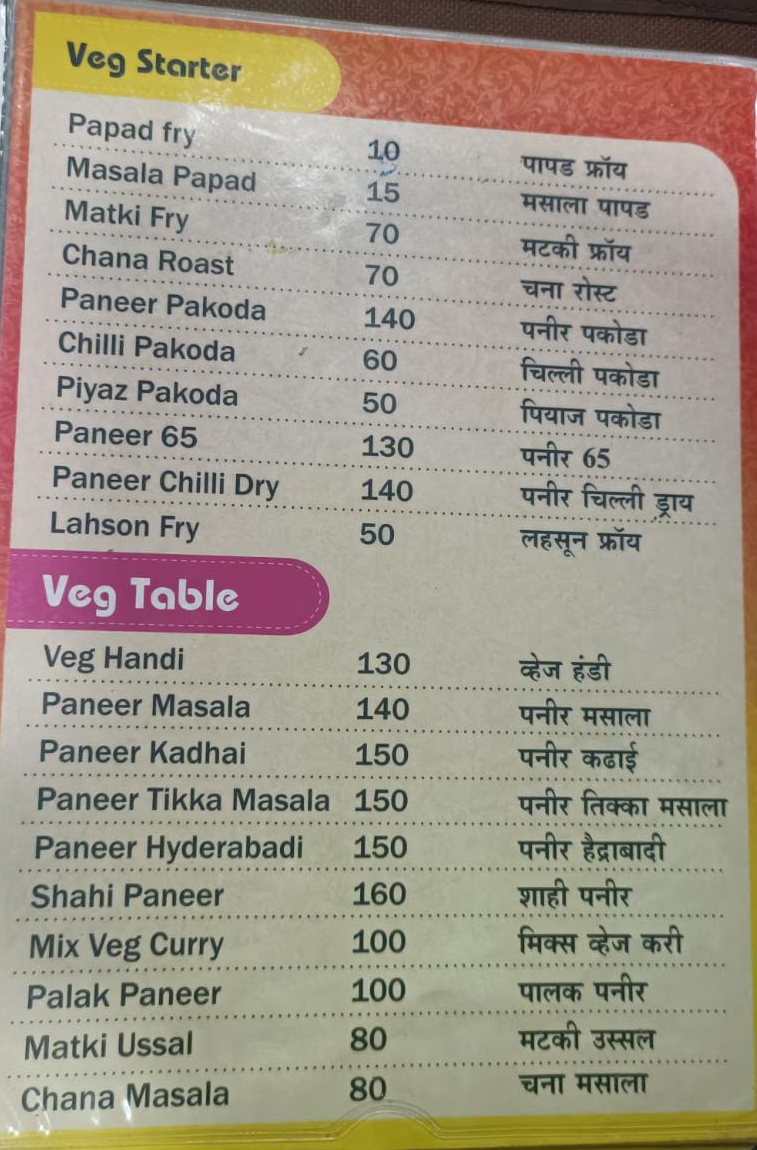 Veg Starter
Papad fry 10 पापड फ्रॉय
Masala Papad 15 मसाला पापड
Matki Fry 70 मटकी फ्रॉय
Chana Roast 70 चना रोस्ट
Paneer Pakoda 140 पनीर पकोडा
Chilli Pakoda 60 चिल्ली पकोडा
Piyaz Pakoda 50 पियाज पकोडा
Paneer 65 130 पनीर 65
Paneer Chilli Dry 140 पनीर चिल्ली ड्राय
Lahson Fry 50 लहसून फ्रॉय
Veg Table
Veg Handi 130 व्हेज हंडी
Paneer Masala 140 पनीर मसाला
Paneer Kadhai 150 पनीर कढाई
Paneer Tikka Masala 150 पनीर तिक्का मसाला
Paneer Hyderabadi 150 पनीर हैद्राबादी
Shahi Paneer 160 शाही पनीर
Mix Veg Curry 100 मिक्स व्हेज करी
Palak Paneer 100 पालक पनीर
Matki Ussal 80 मटकी उस्सल
Chana Masala 80 चना मसाला